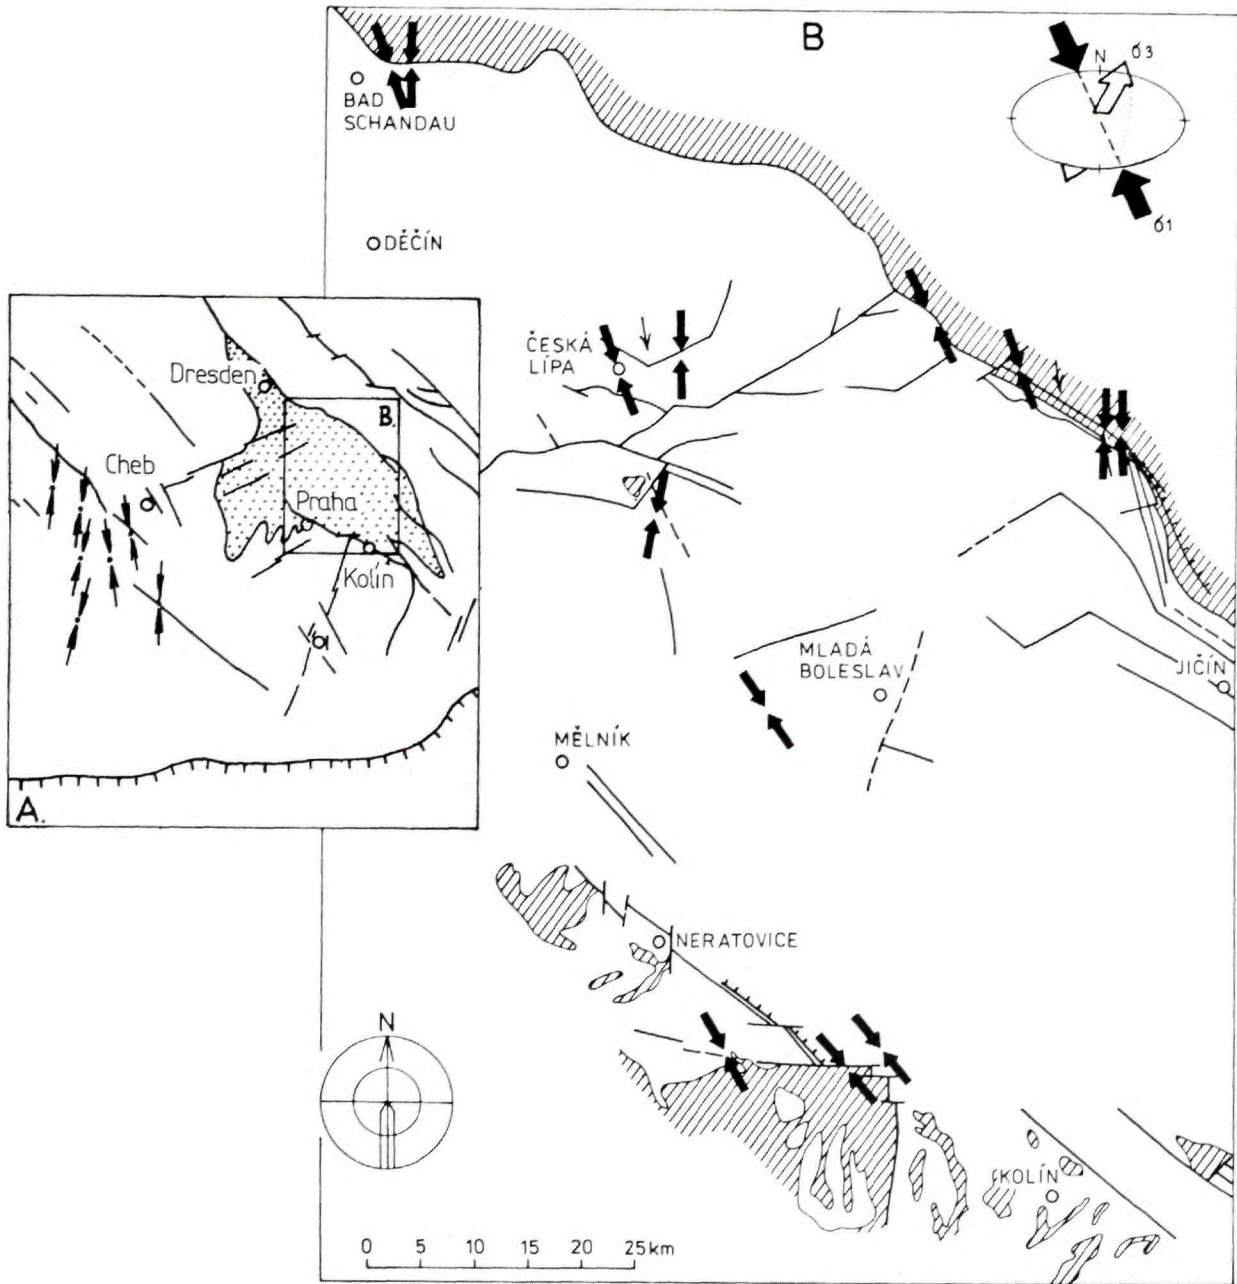 B
N
σ3
σ1
BAD
SCHANDAU
DĚČÍN
ČESKÁ
LÍPA
Dresden
B.
Cheb
Praha
Kolín
A.
MLADÁ
BOLESLAV
JIČÍN
MĚLNÍK
NERATOVICE
N
KOLÍN
0 5 10 15 20 25 km